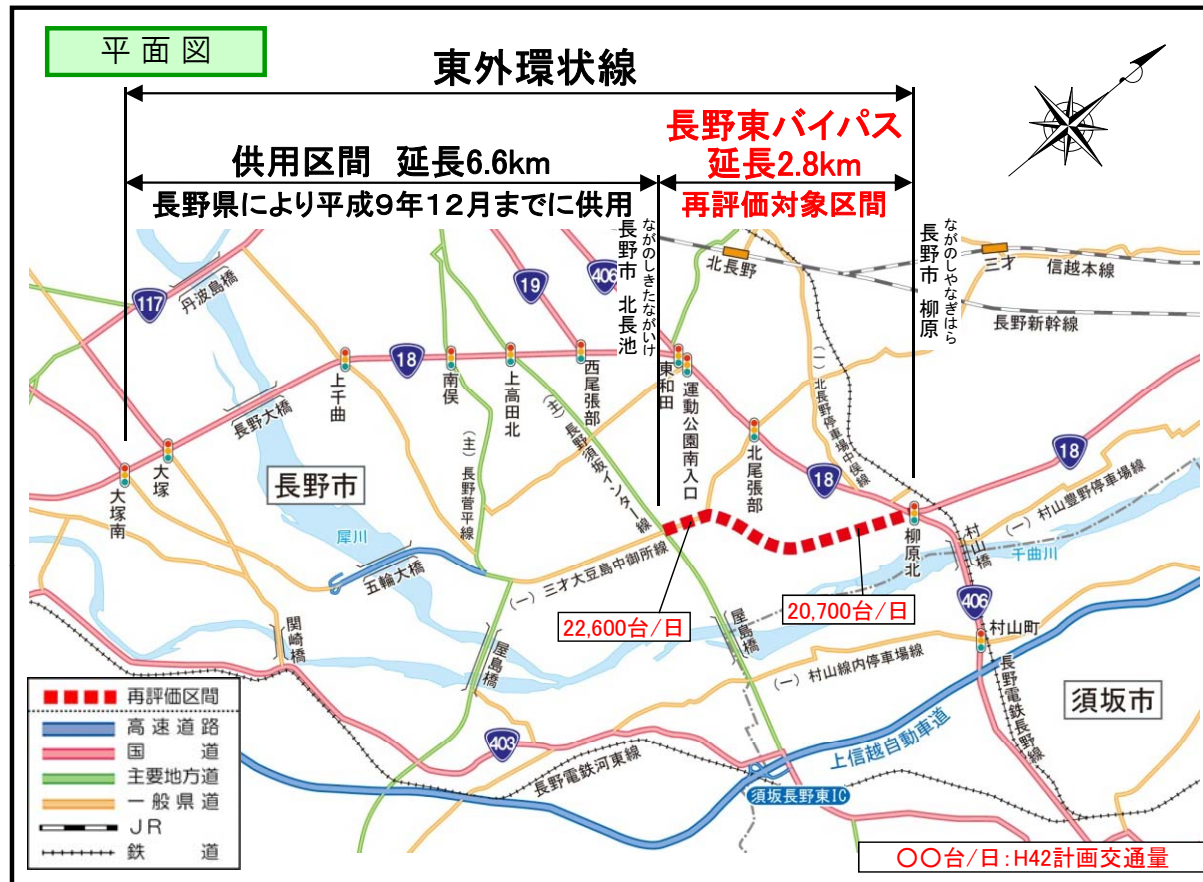 平面図
東外環状線
長野東バイパス
延長2.8km
再評価対象区間
供用区間 延長6.6km
長野県により平成9年12月までに供用
ながのしきたながいけ
長野市 北長池
ながのしやなぎはら
長野市 柳原
北長野
三才
信越本線
長野新幹線
117
丹波島橋
19
406
18
上千曲
南俣
上高田北
西尾張部
東和田
運動公園南入口
北尾張部
(一)北長野停車場中俣線
18
18
長野大橋
大塚
大塚南
長野市
(主)長野菅平線
(主)長野須坂インター線
犀川
五輪大橋
(一)三才大豆島中御所線
柳原北
村山橋
(一)村山豊野停車場線
千曲川
22,600台/日
20,700台/日
406
村山町
関崎橋
屋島橋
屋島橋
(一)村山線内停車場線
長野電鉄長野線
須坂市
上信越自動車道
403
長野電鉄河東線
須坂長野東IC
再評価区間
高速道路
国道
主要地方道
一般県道
JR
鉄道
〇〇台/日:H42計画交通量